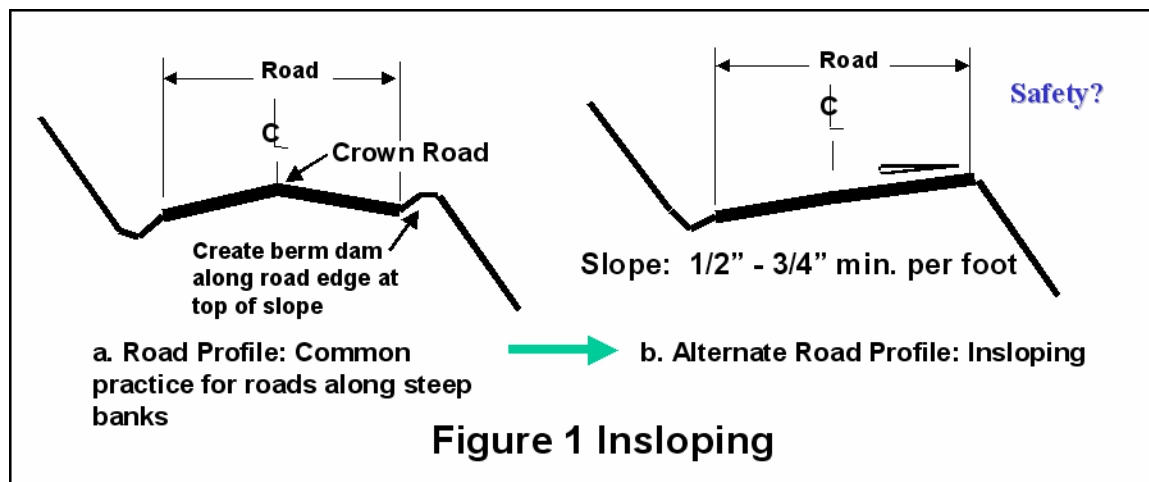 Road
C
L
Crown Road
Create berm dam
along road edge at
top of slope
a. Road Profile: Common
practice for roads along steep
banks
Road
C
L
Safety?
Slope:  1/2” - 3/4” min. per foot
b. Alternate Road Profile: Insloping
Figure 1 Insloping